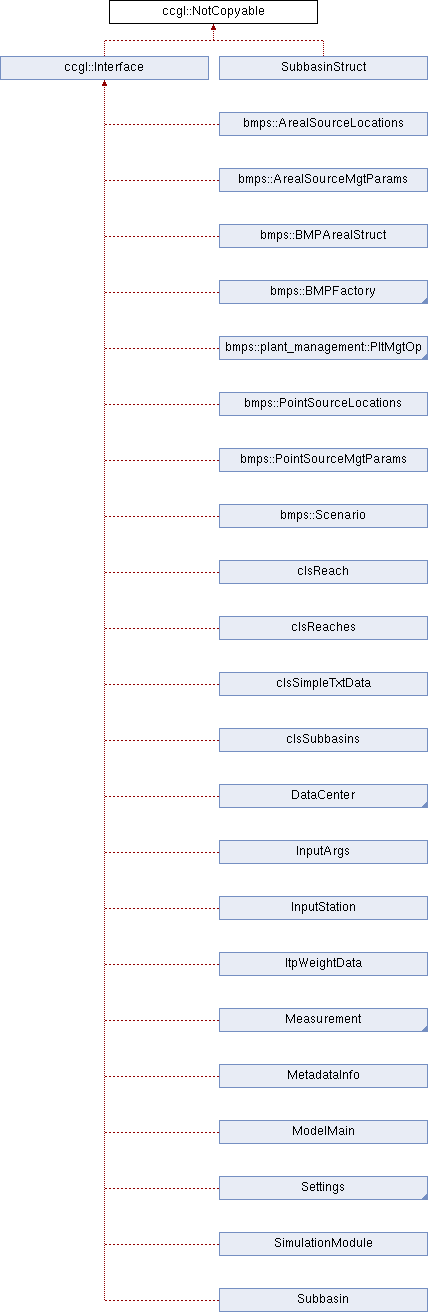 ccgl::NotCopyable
ccgl::Interface
SubbasinStruct
bmps::ArealSourceLocations
bmps::ArealSourceMgtParams
bmps::BMPArealStruct
bmps::BMPFactory
bmps::plant_management::PltMgtOp
bmps::PointSourceLocations
bmps::PointSourceMgtParams
bmps::Scenario
clsReach
clsReaches
clsSimpleTxtData
clsSubbasins
DataCenter
InputArgs
InputStation
ItpWeightData
Measurement
MetadataInfo
ModelMain
Settings
SimulationModule
Subbasin